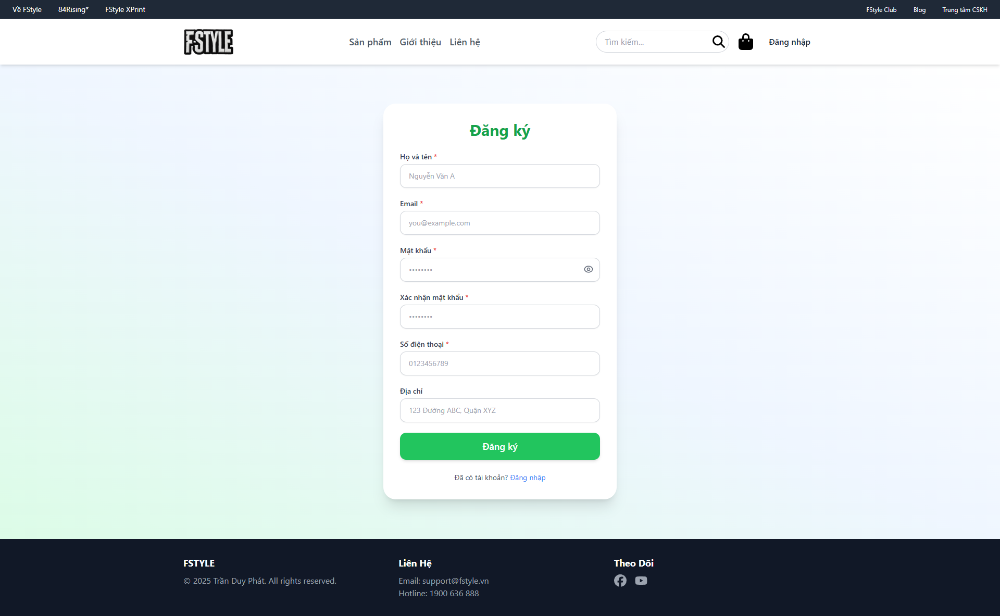 Về FStyle 84Rising* FStyle XPrint FStyle Club Blog Trung tâm CSKH
F-STYLE Sản phẩm Giới thiệu Liên hệ Tìm kiếm... Đăng nhập
Đăng ký
Họ và tên *
Nguyễn Văn A
Email *
you@example.com
Mật khẩu *
••••••••
Xác nhận mật khẩu *
••••••••
Số điện thoại *
0123456789
Địa chỉ
123 Đường ABC, Quận XYZ
Đăng ký
Đã có tài khoản? Đăng nhập
FSTYLE
© 2025 Trần Duy Phát. All rights reserved.
Liên Hệ
Email: support@fstyle.vn
Hotline: 1900 636 888
Theo Dõi